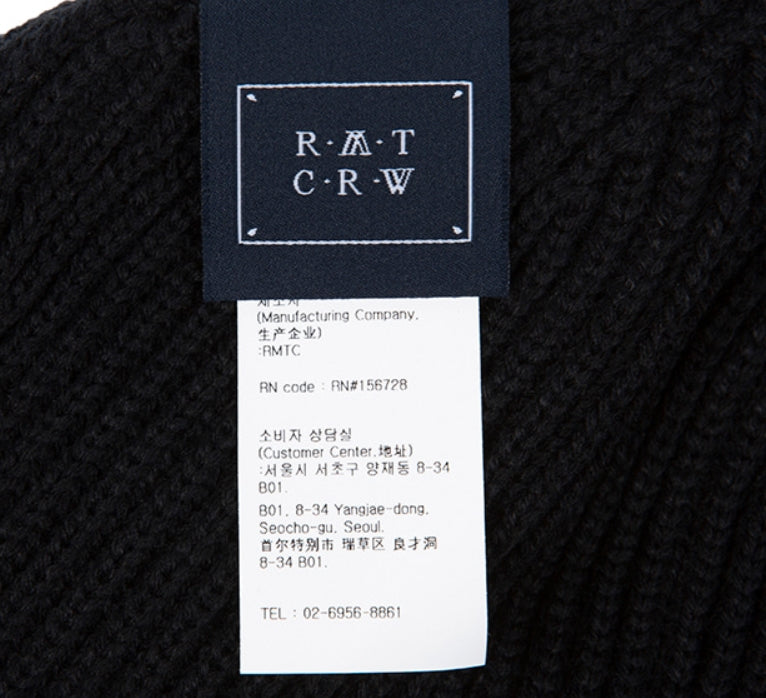 R·M·T
C·R·W
제조자
(Manufacturing Company,
生产企业)
:RMTC
RN code : RN#156728
소비자 상담실
(Customer Center,地址)
:서울시 서초구 양재동 8-34
B01.
B01, 8-34 Yangjae-dong,
Seocho-gu, Seoul.
首尔特别市 瑞草区 良才洞
8-34 B01.
TEL : 02-6956-8861